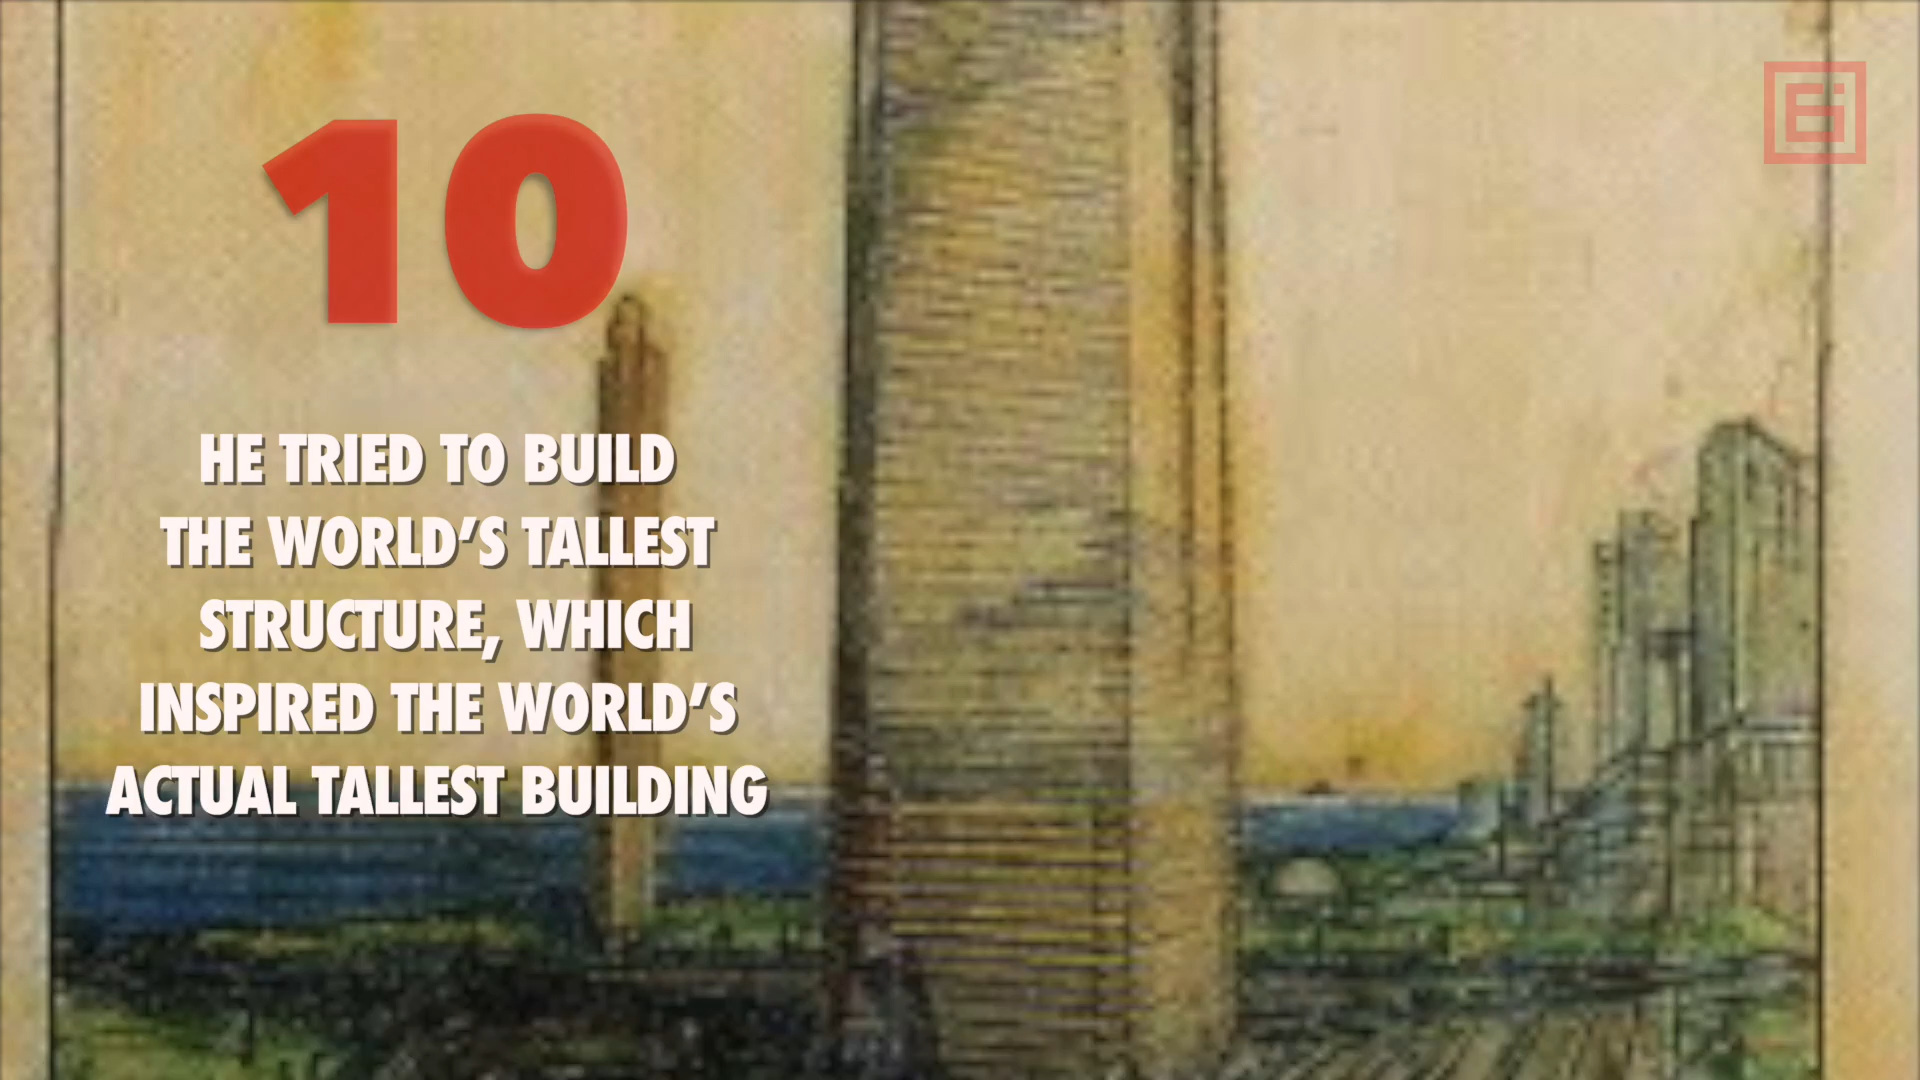 10
HE TRIED TO BUILD
THE WORLD’S TALLEST
STRUCTURE, WHICH
INSPIRED THE WORLD’S
ACTUAL TALLEST BUILDING